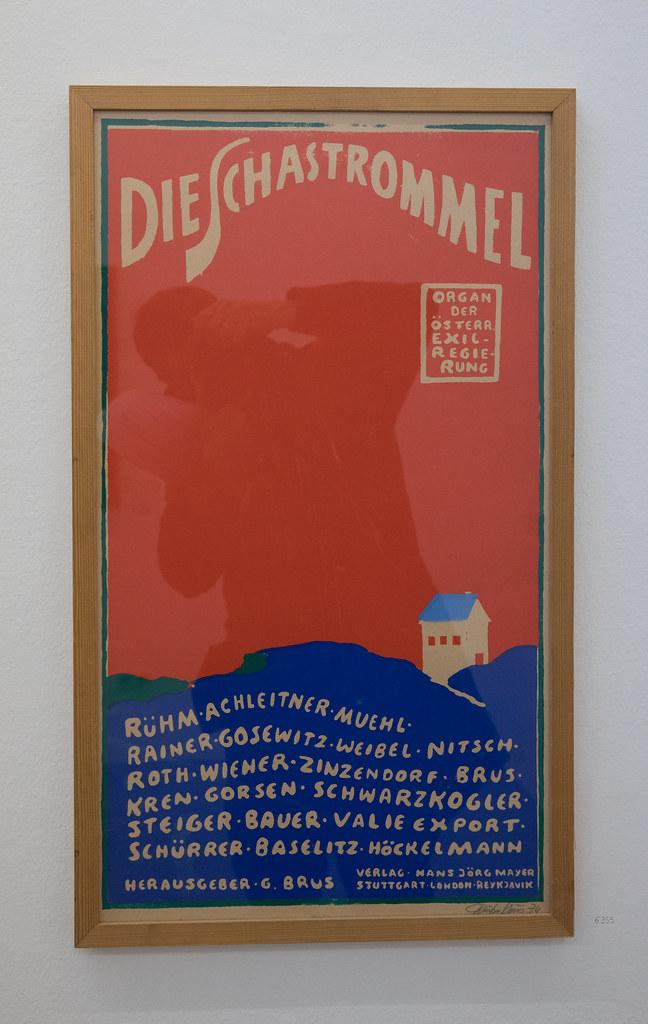 DIE SCHASTROMMEL
ORGAN
DER
ÖSTERR.
EXIL-
REGIE-
RUNG
RÜHM·ACHLEITNER·MUEHL·
RAINER·GOSEWITZ·WEIBEL·NITSCH·
ROTH·WIENER·ZINZENDORF·BRUS·
KREN·GORSEN·SCHWARZKOGLER·
STEIGER·BAUER·VALIE EXPORT·
SCHÜRRER·BASELITZ·HÖCKELMANN
HERAUSGEBER·G. BRUS
VERLAG·HANS JÖRG MAYER
STUTTGART·LONDON·REYKJAVIK
6355